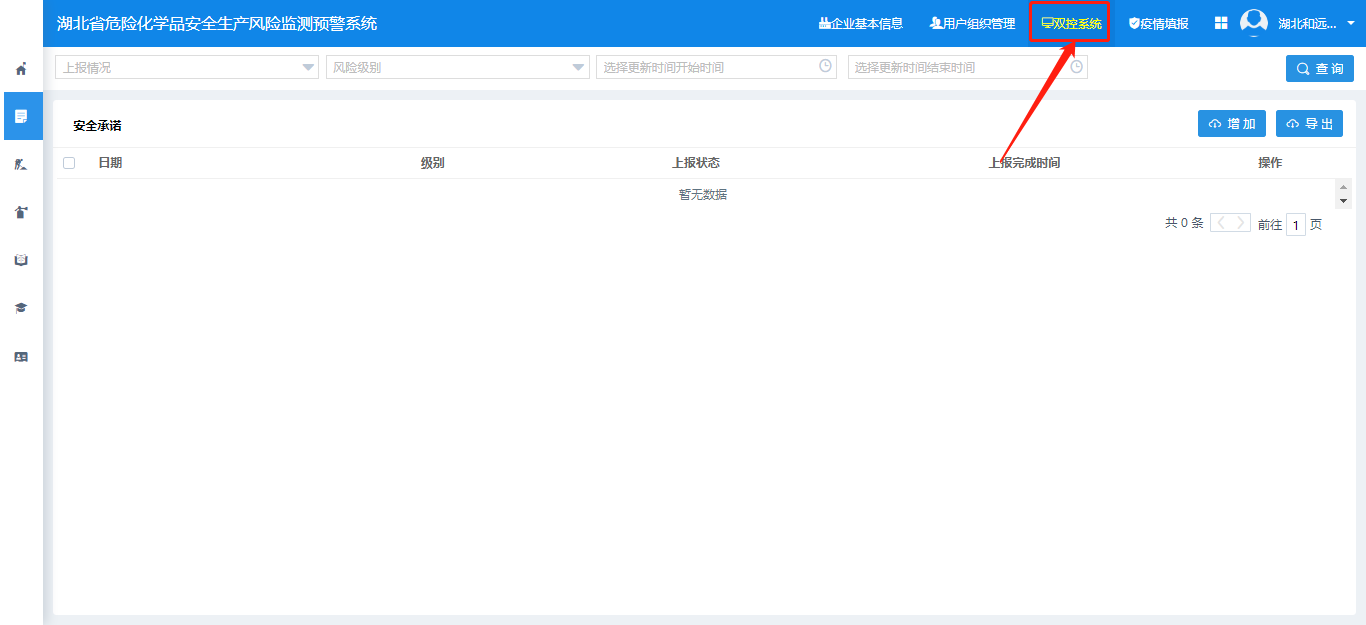 湖北省危险化学品安全生产风险监测预警系统
企业基本信息
用户组织管理
双控系统
疫情填报
湖北和远...
上报情况
风险级别
选择更新时间开始时间
选择更新时间结束时间
查 询
安全承诺
增 加
导 出
日期 级别 上报状态 上报完成时间 操作
暂无数据
共 0 条 前往 1 页